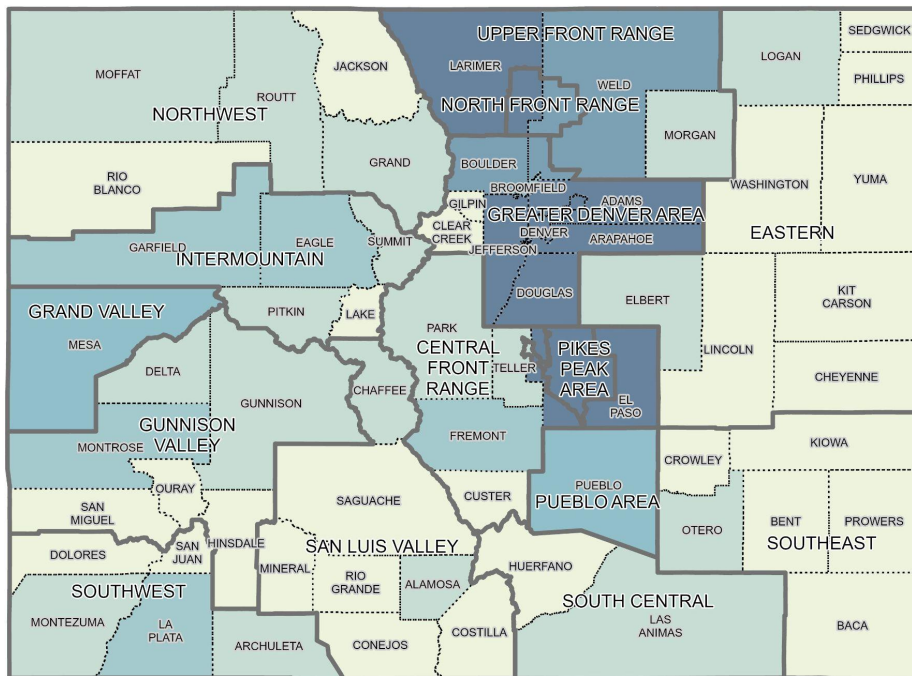 UPPER FRONT RANGE
SEDGWICK
LOGAN
JACKSON
LARIMER
MOFFAT
PHILLIPS
WELD
ROUTT
NORTH FRONT RANGE
NORTHWEST
MORGAN
GRAND
BOULDER
RIO
BLANCO
WASHINGTON
YUMA
BROOMFIELD
GILPIN
ADAMS
GREATER DENVER AREA
CLEAR
CREEK
DENVER
EASTERN
ARAPAHOE
EAGLE
SUMMIT
GARFIELD
JEFFERSON
INTERMOUNTAIN
DOUGLAS
ELBERT
KIT
CARSON
GRAND VALLEY
PITKIN
LAKE
PARK
MESA
CENTRAL
FRONT
RANGE
PIKES
PEAK
AREA
LINCOLN
TELLER
DELTA
CHEYENNE
CHAFFEE
GUNNISON
EL
PASO
GUNNISON
VALLEY
FREMONT
MONTROSE
KIOWA
CROWLEY
OURAY
PUEBLO
PUEBLO AREA
SAGUACHE
CUSTER
SAN
MIGUEL
OTERO
BENT
PROWERS
SOUTHEAST
HINSDALE
SAN
JUAN
SAN LUIS VALLEY
DOLORES
HUERFANO
MINERAL
RIO
GRANDE
ALAMOSA
SOUTHWEST
SOUTH CENTRAL
MONTEZUMA
LA
PLATA
LAS
ANIMAS
BACA
COSTILLA
ARCHULETA
CONEJOS